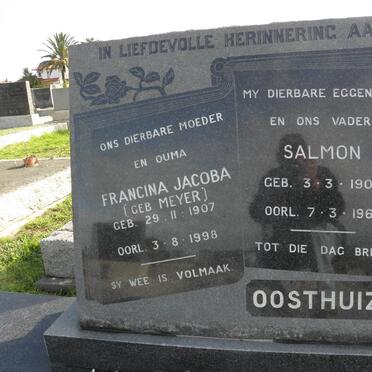 IN LIEFDEVOLLE HERINNERING AA
ONS DIERBARE MOEDER
EN OUMA
FRANCINA JACOBA
[GEB MEYER]
GEB. 29·11·1907
OORL. 3·8·1998
SY WEE IS VOLMAAK
MY DIERBARE EGGEN
EN ONS VADER
SALMON
GEB. 3·3·190
OORL. 7·3·196
TOT DIE DAG BRE
OOSTHUIZ